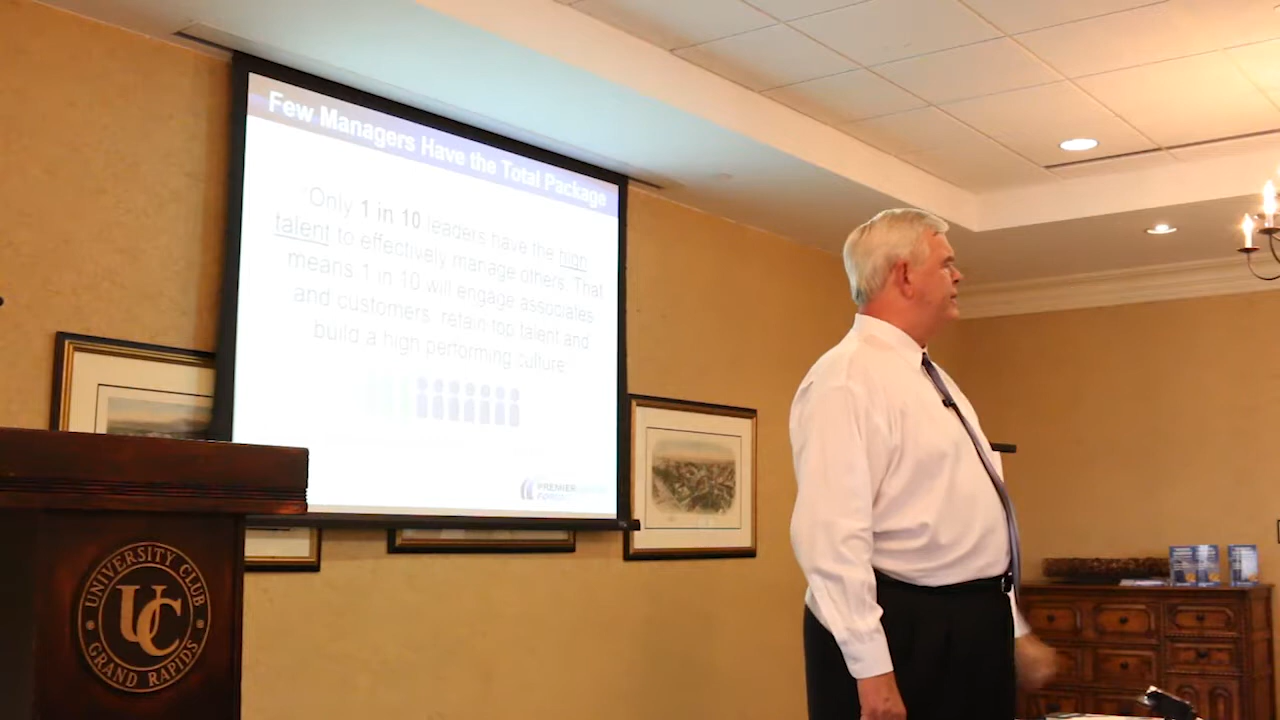 Few Managers Have the Total Package
Only 1 in 10 leaders have the high
talent to effectively manage others. That
means 1 in 10 will engage associates
and customers, retain top talent and
build a high performing culture.
PREMIER
UNIVERSITY CLUB
UC
GRAND RAPIDS